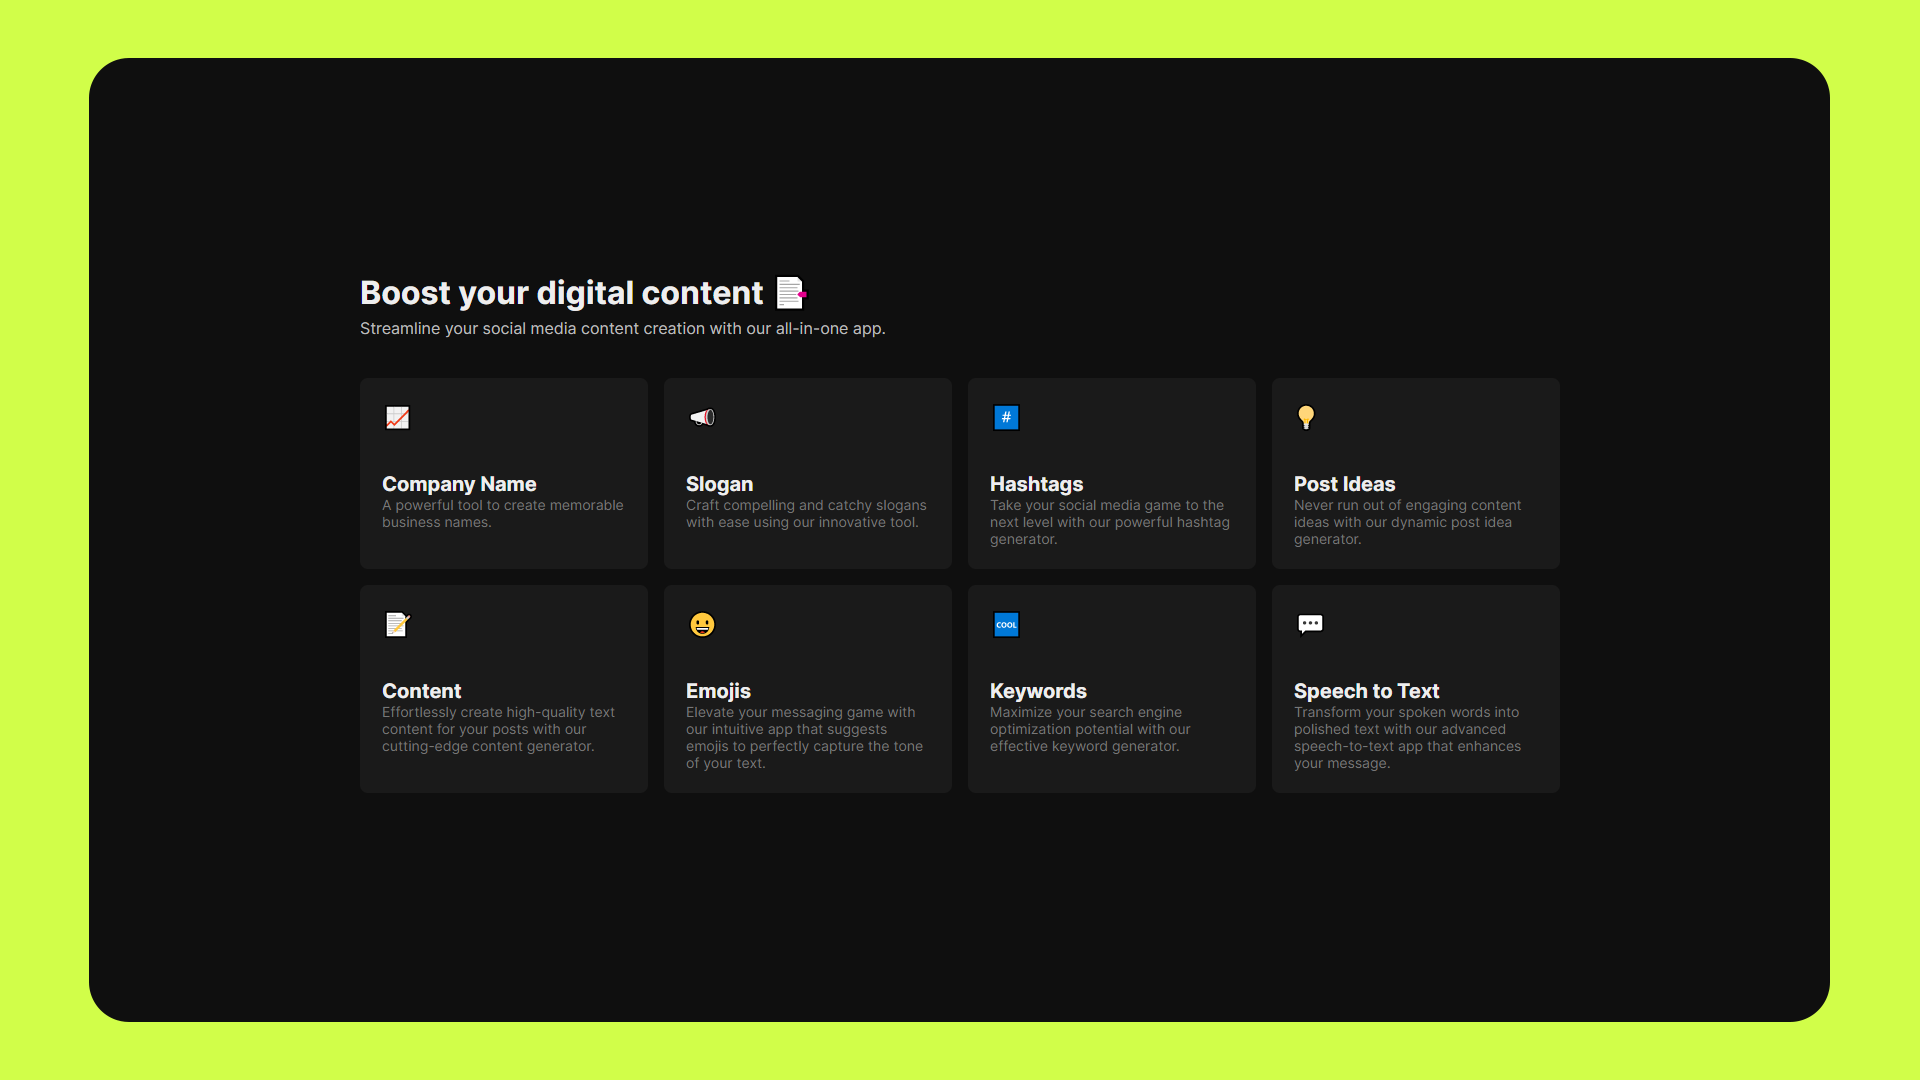 Boost your digital content
Streamline your social media content creation with our all-in-one app.
#
Company Name
A powerful tool to create memorable
business names.
Slogan
Craft compelling and catchy slogans
with ease using our innovative tool.
Hashtags
Take your social media game to the
next level with our powerful hashtag
generator.
Post Ideas
Never run out of engaging content
ideas with our dynamic post idea
generator.
Content
Effortlessly create high-quality text
content for your posts with our
cutting-edge content generator.
Emojis
Elevate your messaging game with
our intuitive app that suggests
emojis to perfectly capture the tone
of your text.
COOL
Keywords
Maximize your search engine
optimization potential with our
effective keyword generator.
Speech to Text
Transform your spoken words into
polished text with our advanced
speech-to-text app that enhances
your message.